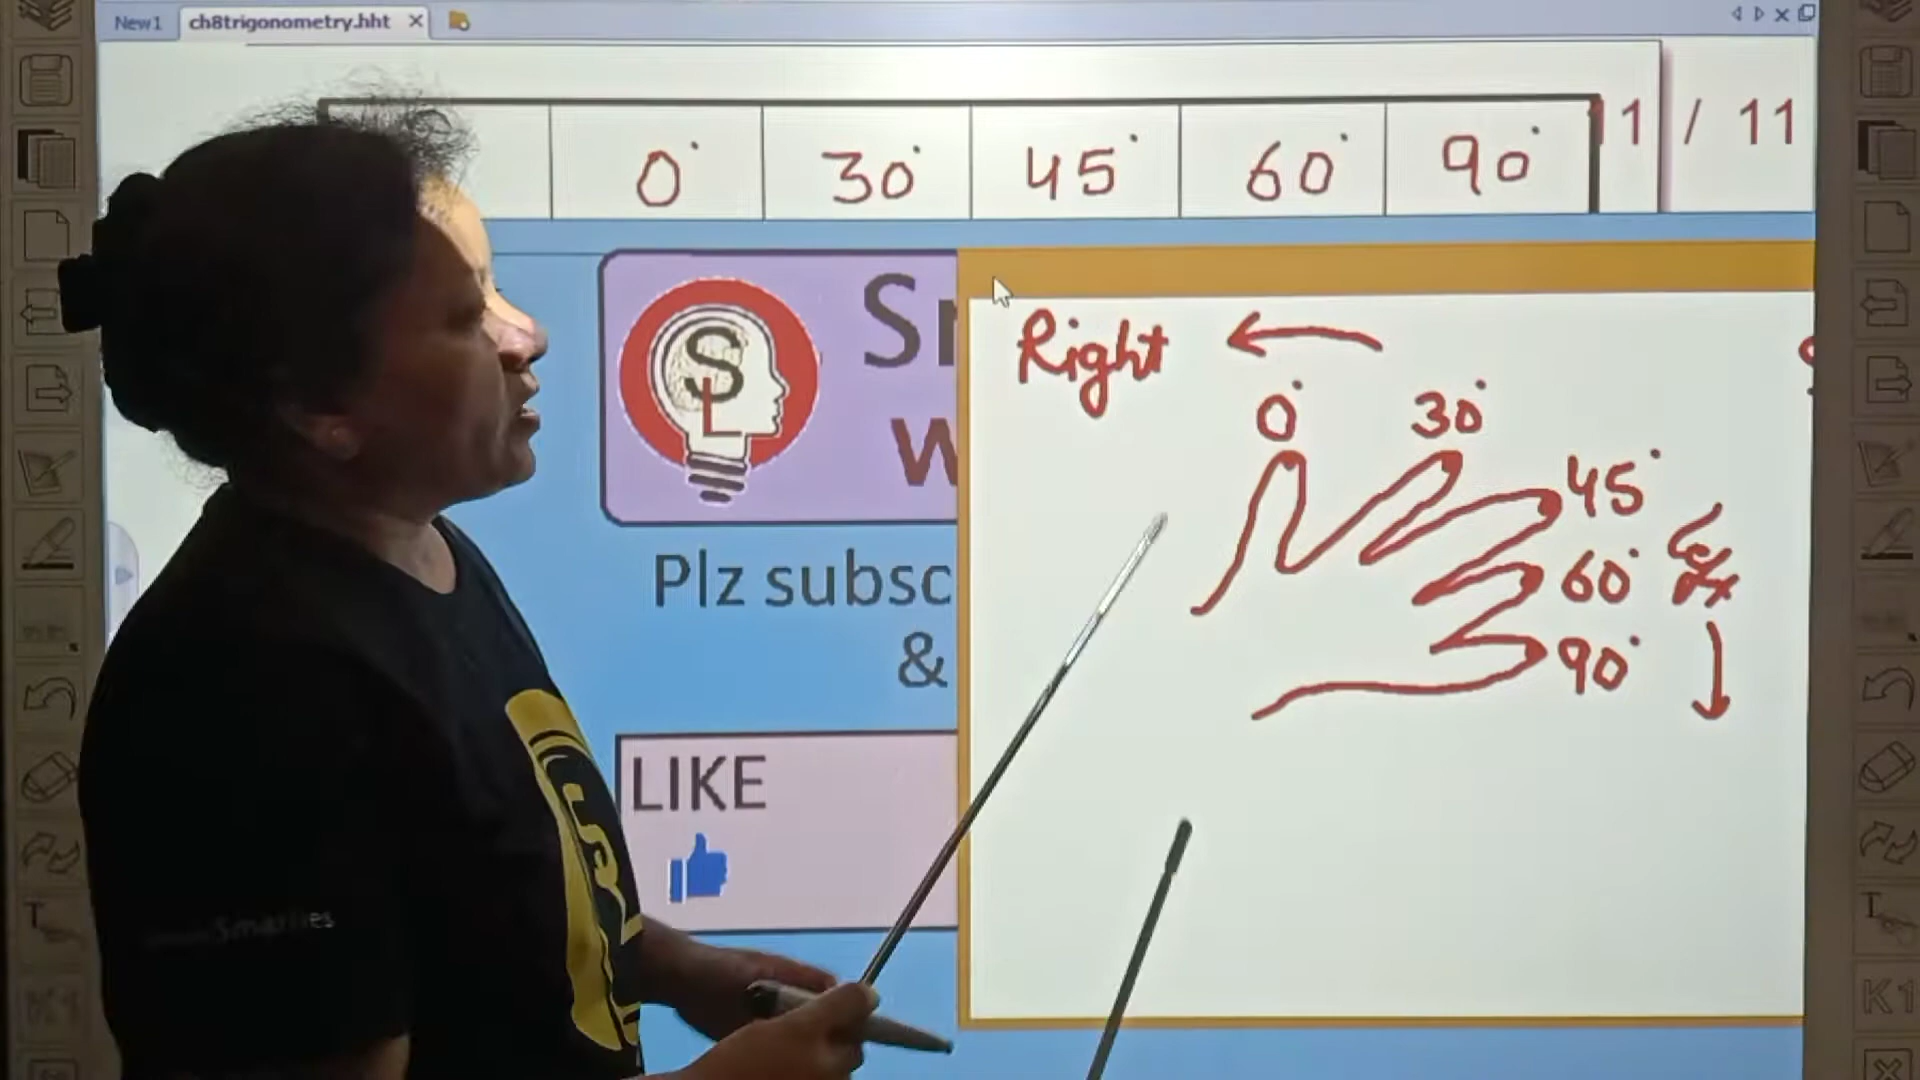 New1 ch8trigonometry.hht
11 / 11
0° 30° 45° 60° 90°
SL
Plz subsc
&
LIKE
Right ←
0° 30°
45°
60°
90°
K1